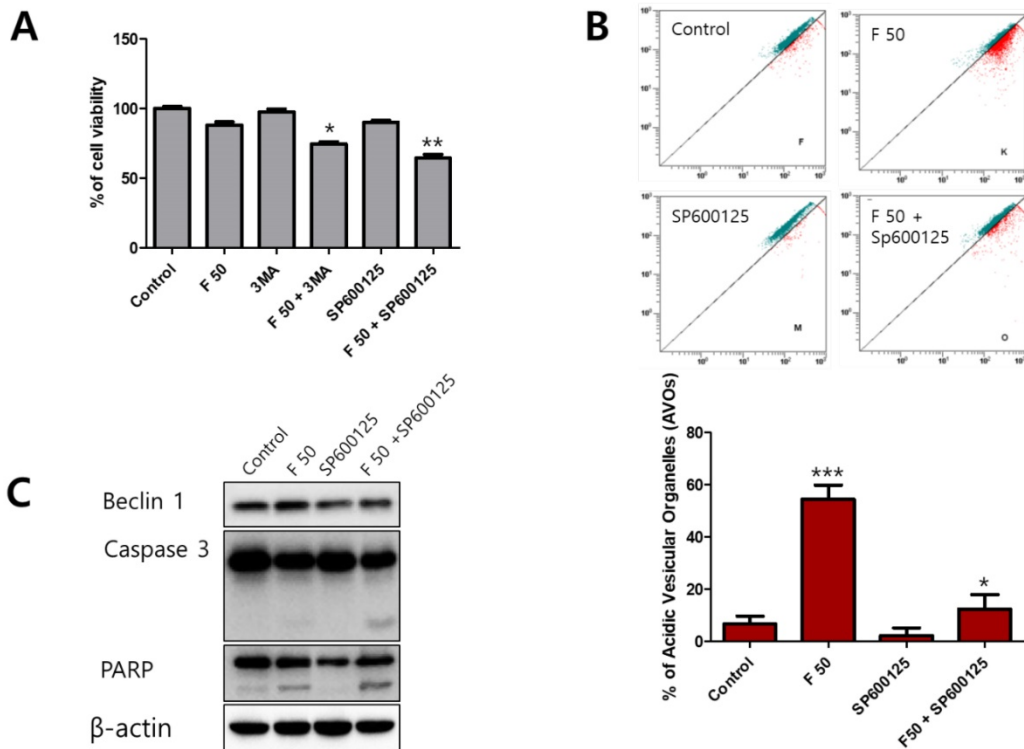 A
% of cell viability
150
100
50
0
*
**
Control
F 50
3MA
F 50 + 3MA
SP600125
F 50 + SP600125
B
Control
F
F 50
K
SP600125
M
F 50 +
Sp600125
O
% of Acidic Vesicular Organelles (AVOs)
80
60
40
20
0
***
*
Control
F 50
SP600125
F50 + SP600125
C
Control
F 50
SP600125
F 50 +SP600125
Beclin 1
Caspase 3
PARP
β-actin